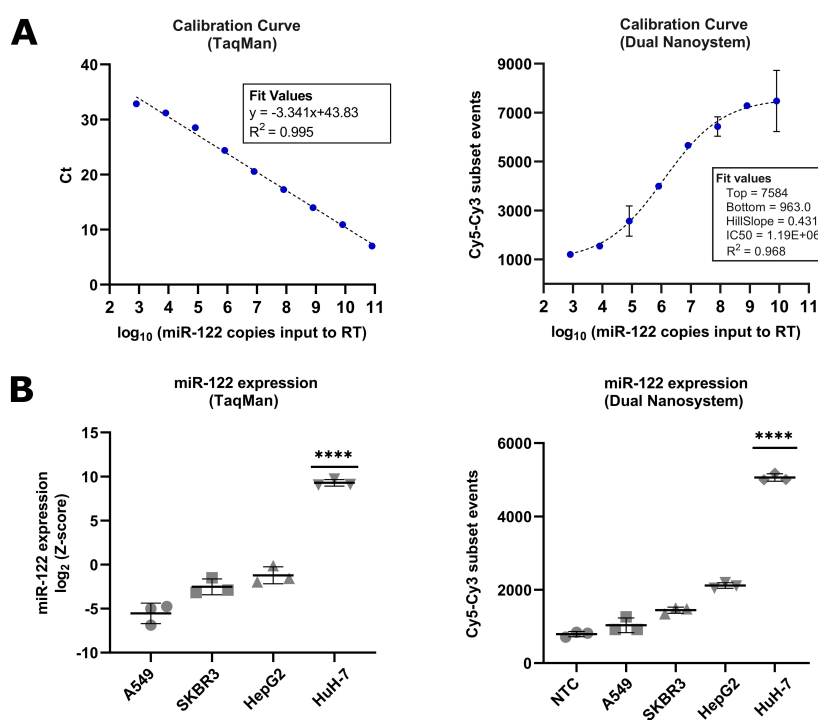 A
Calibration Curve
(TaqMan)
40
30
20
10
0
Ct
Fit Values
y = -3.341x+43.83
R2 = 0.995
2 3 4 5 6 7 8 9 10 11
log10 (miR-122 copies input to RT)
Calibration Curve
(Dual Nanoystem)
9000
7000
5000
3000
1000
Cy5-Cy3 subset events
Fit values
Top = 7584
Bottom = 963.0
HillSlope = 0.431
IC50 = 1.19E+06
R2 = 0.968
2 3 4 5 6 7 8 9 10 11
log10 (miR-122 copies input to RT)
B
miR-122 expression
(TaqMan)
15
10
5
0
-5
-10
miR-122 expression
log2 (Z-score)
****
A549
SKBR3
HepG2
HuH-7
miR-122 expression
(Dual Nanosystem)
6000
4000
2000
0
Cy5-Cy3 subset events
****
NTC
A549
SKBR3
HepG2
HuH-7